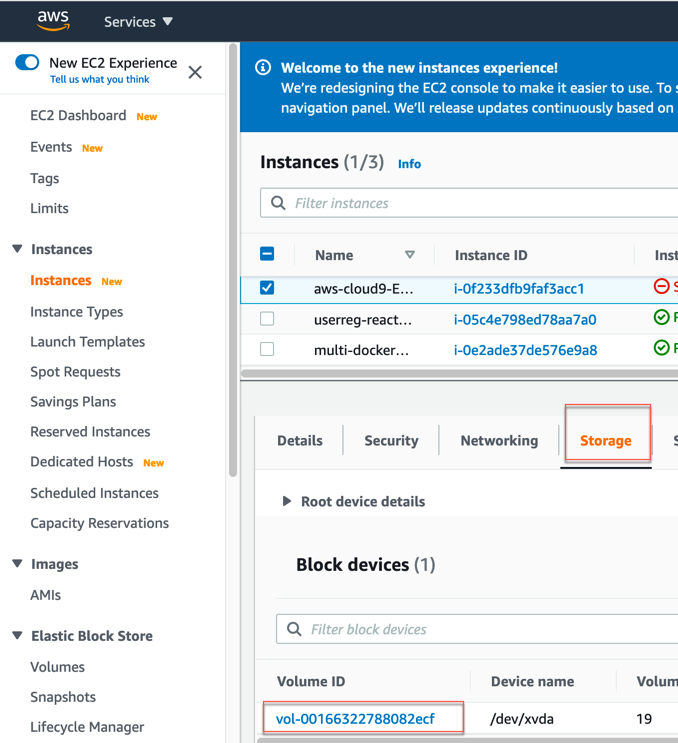 aws
Services ▼
New EC2 Experience
Tell us what you think
EC2 Dashboard New
Events New
Tags
Limits
Instances
Instances New
Instance Types
Launch Templates
Spot Requests
Savings Plans
Reserved Instances
Dedicated Hosts New
Scheduled Instances
Capacity Reservations
Images
AMIs
Elastic Block Store
Volumes
Snapshots
Lifecycle Manager
Welcome to the new instances experience!
We're redesigning the EC2 console to make it easier to use. To s
navigation panel. We'll release updates continuously based on
Instances (1/3) Info
Filter instances
Name Instance ID Inst
aws-cloud9-E... i-0f233dfb9faf3acc1 S
userreg-react... i-05c4e798ed78aa7a0 R
multi-docker... i-0e2ade37de576e9a8 R
Details Security Networking Storage S
Root device details
Block devices (1)
Filter block devices
Volume ID Device name Volum
vol-00166322788082ecf /dev/xvda 19